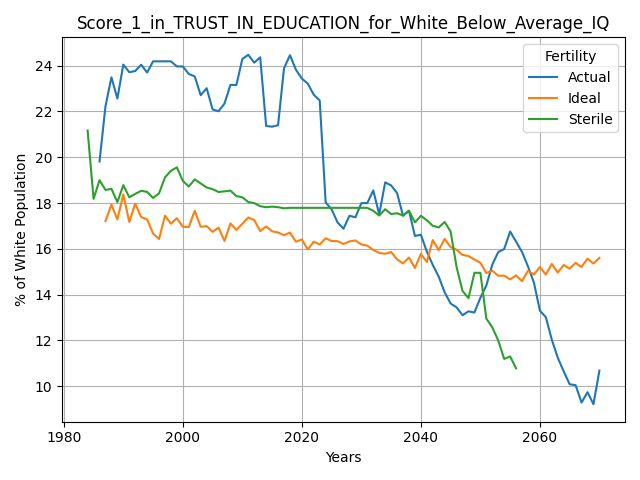 Score_1_in_TRUST_IN_EDUCATION_for_White_Below_Average_IQ
Fertility
Actual
Ideal
Sterile
% of White Population
24
22
20
18
16
14
12
10
1980
2000
2020
2040
2060
Years